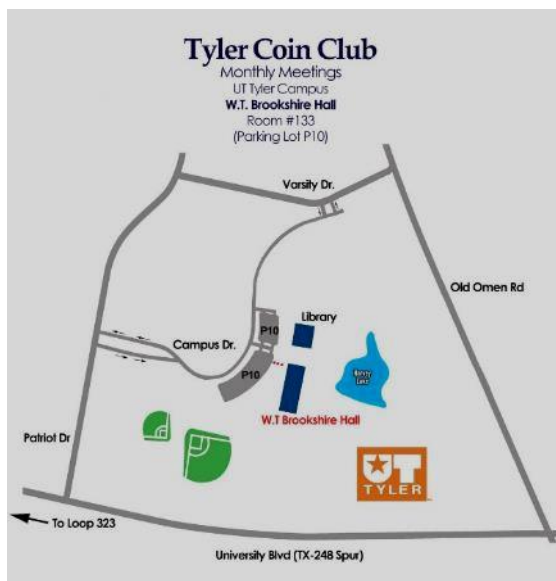 Tyler Coin Club
Monthly Meetings
UT Tyler Campus
W.T. Brookshire Hall
Room #133
(Parking Lot P10)
Varsity Dr.
Old Omen Rd
Library
P10
Campus Dr.
P10
W.T Brookshire Hall
Patriot Dr
UT
TYLER
To Loop 323
University Blvd (TX-248 Spur)